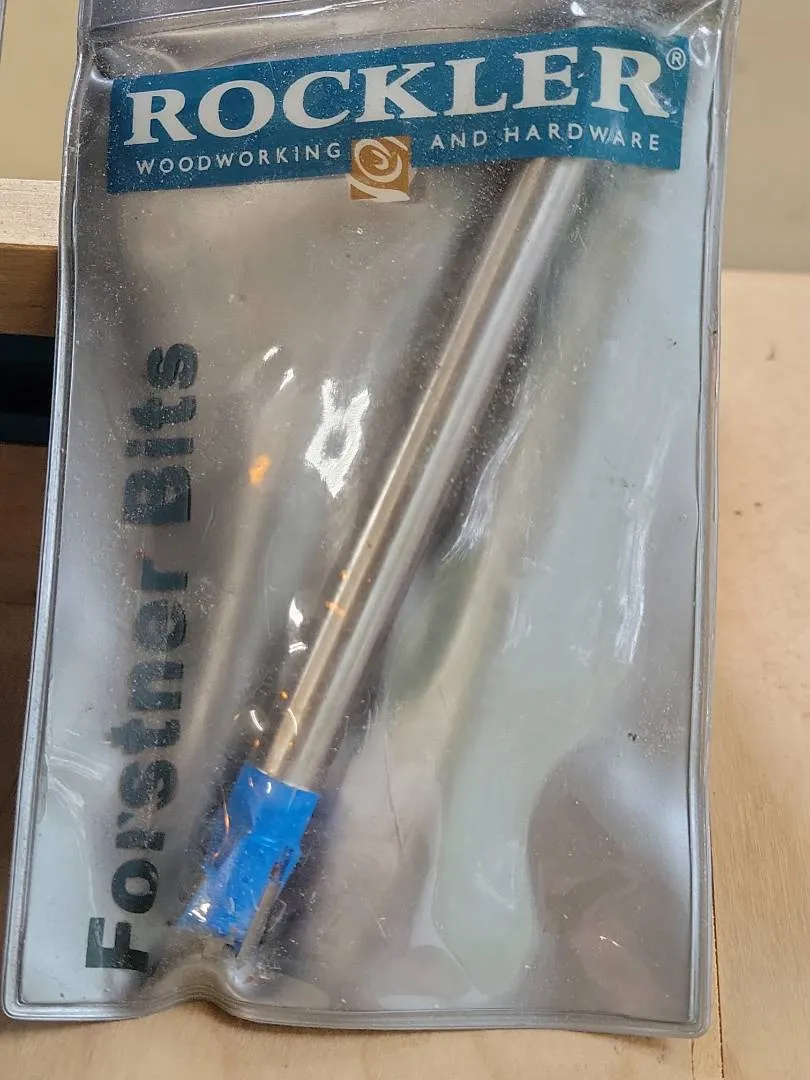 ROCKLER®
WOODWORKING AND HARDWARE
Forstner Bits